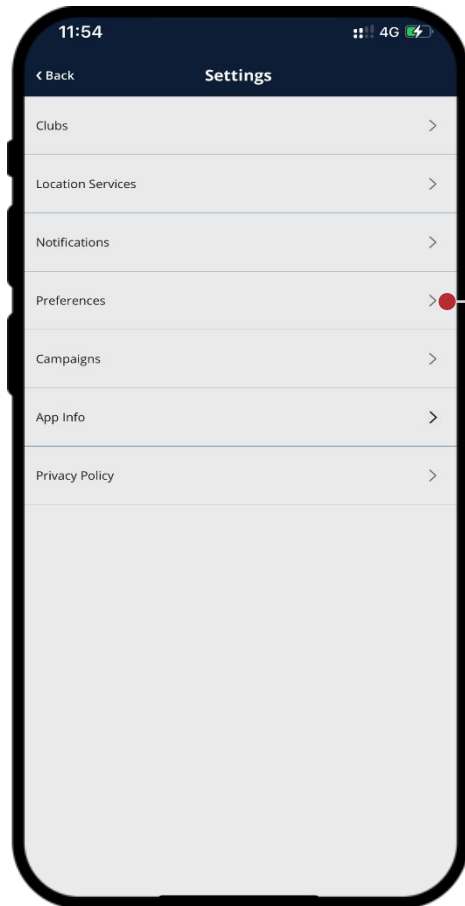 11:54 4G
Back Settings
Clubs
Location Services
Notifications
Preferences
Campaigns
App Info
Privacy Policy